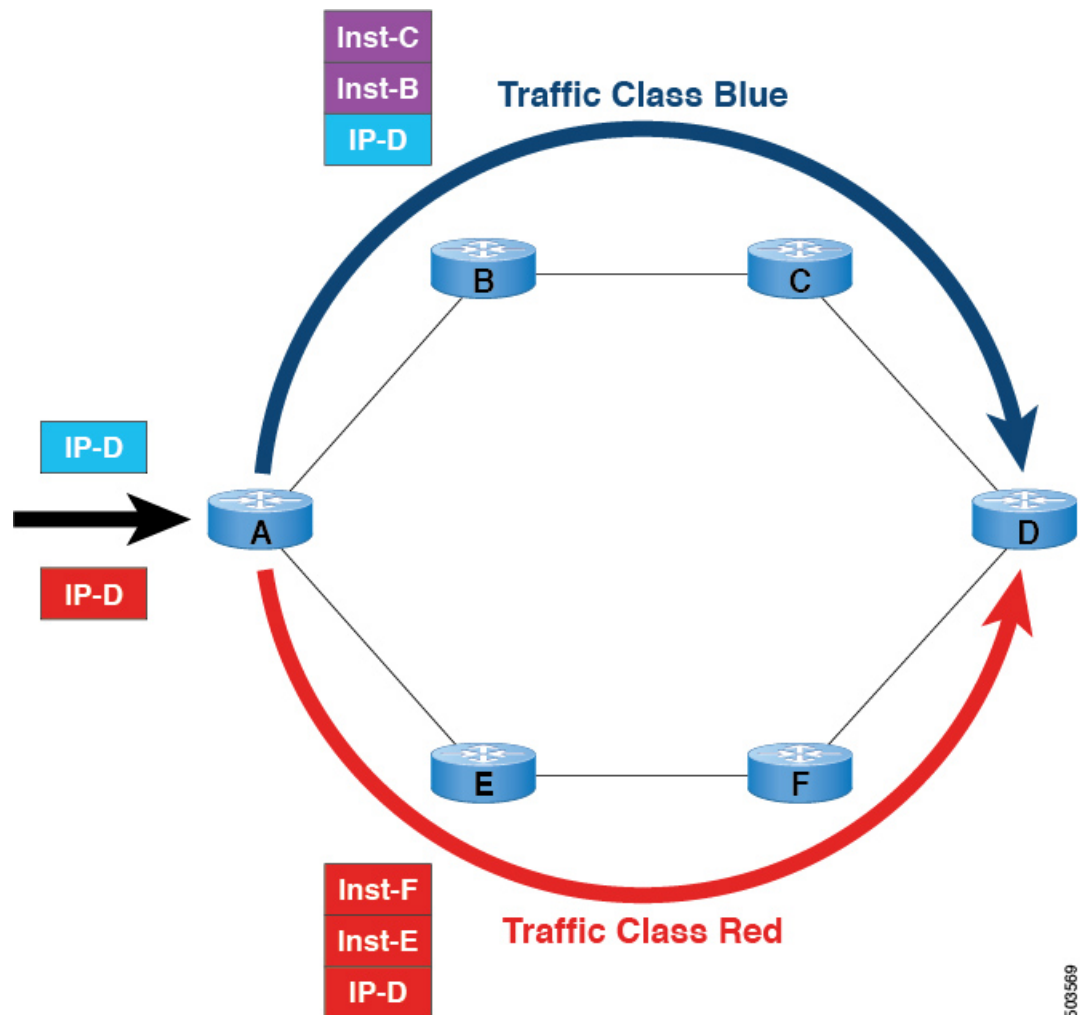 Inst-C
Inst-B
IP-D
Traffic Class Blue
B
C
IP-D
A
D
IP-D
E
F
Inst-F
Inst-E
IP-D
Traffic Class Red
503569